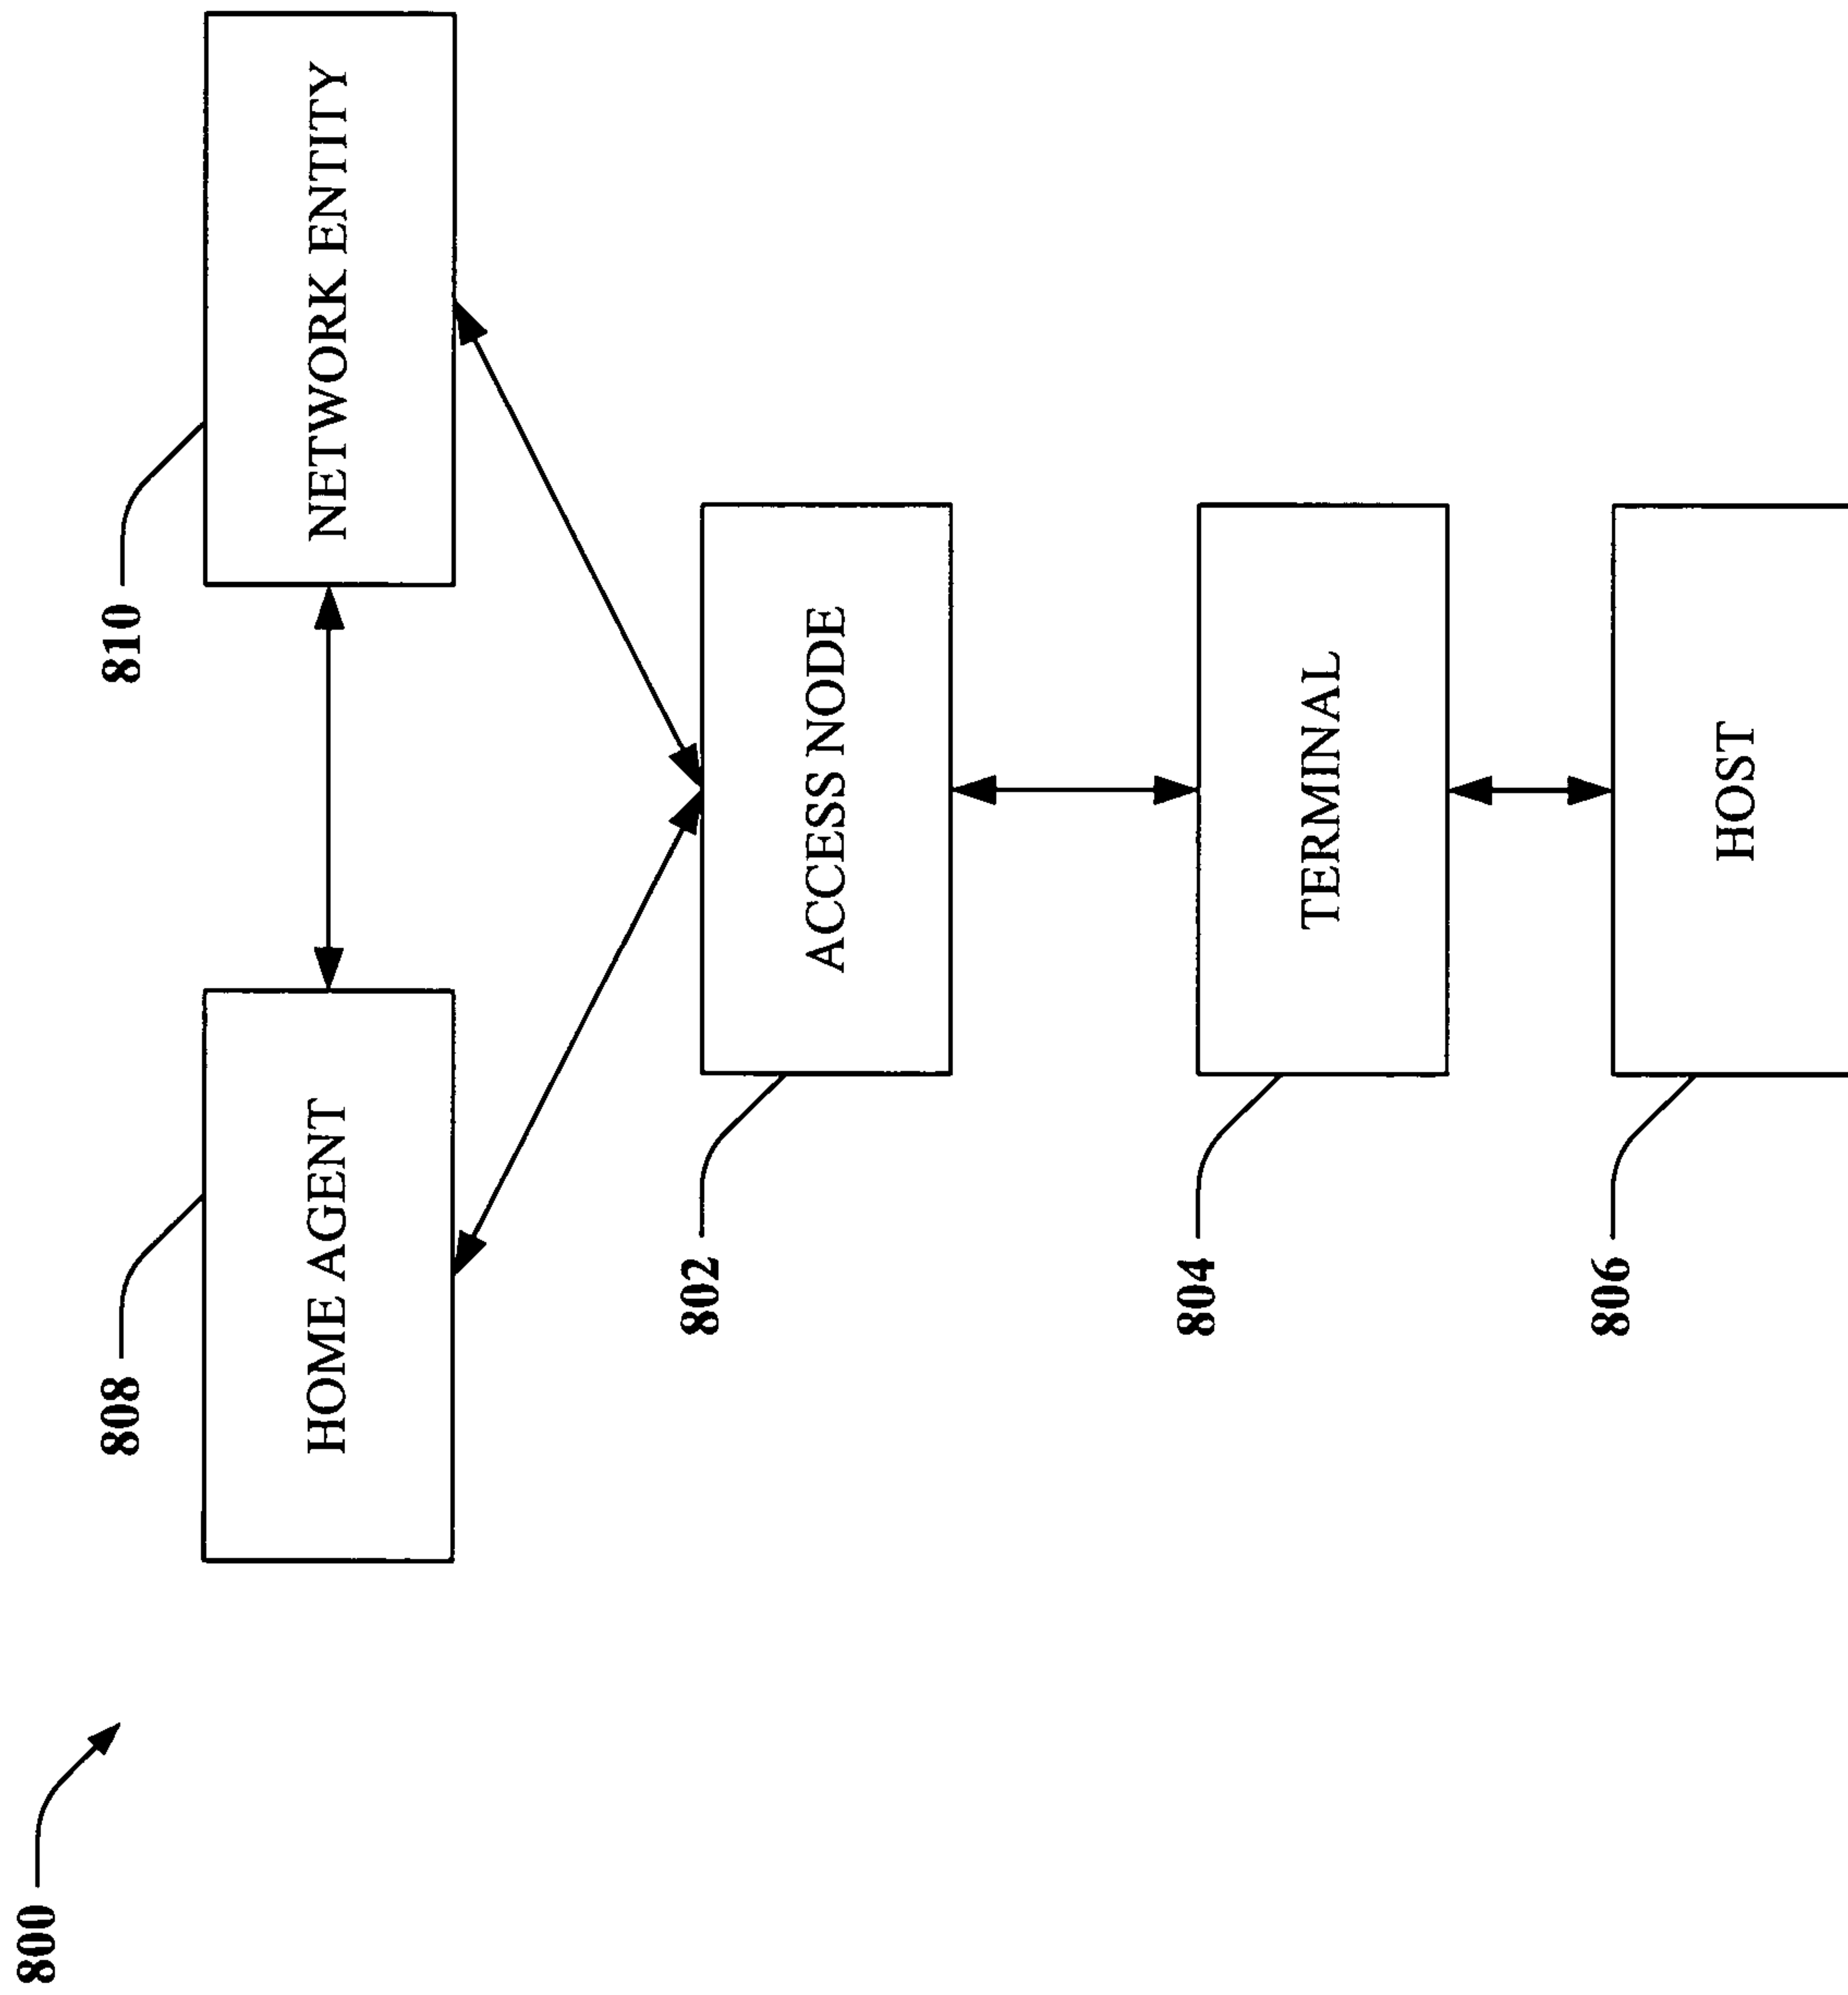 800
808
HOME AGENT
810
NETWORK ENTITY
802
ACCESS NODE
804
TERMINAL
806
HOST